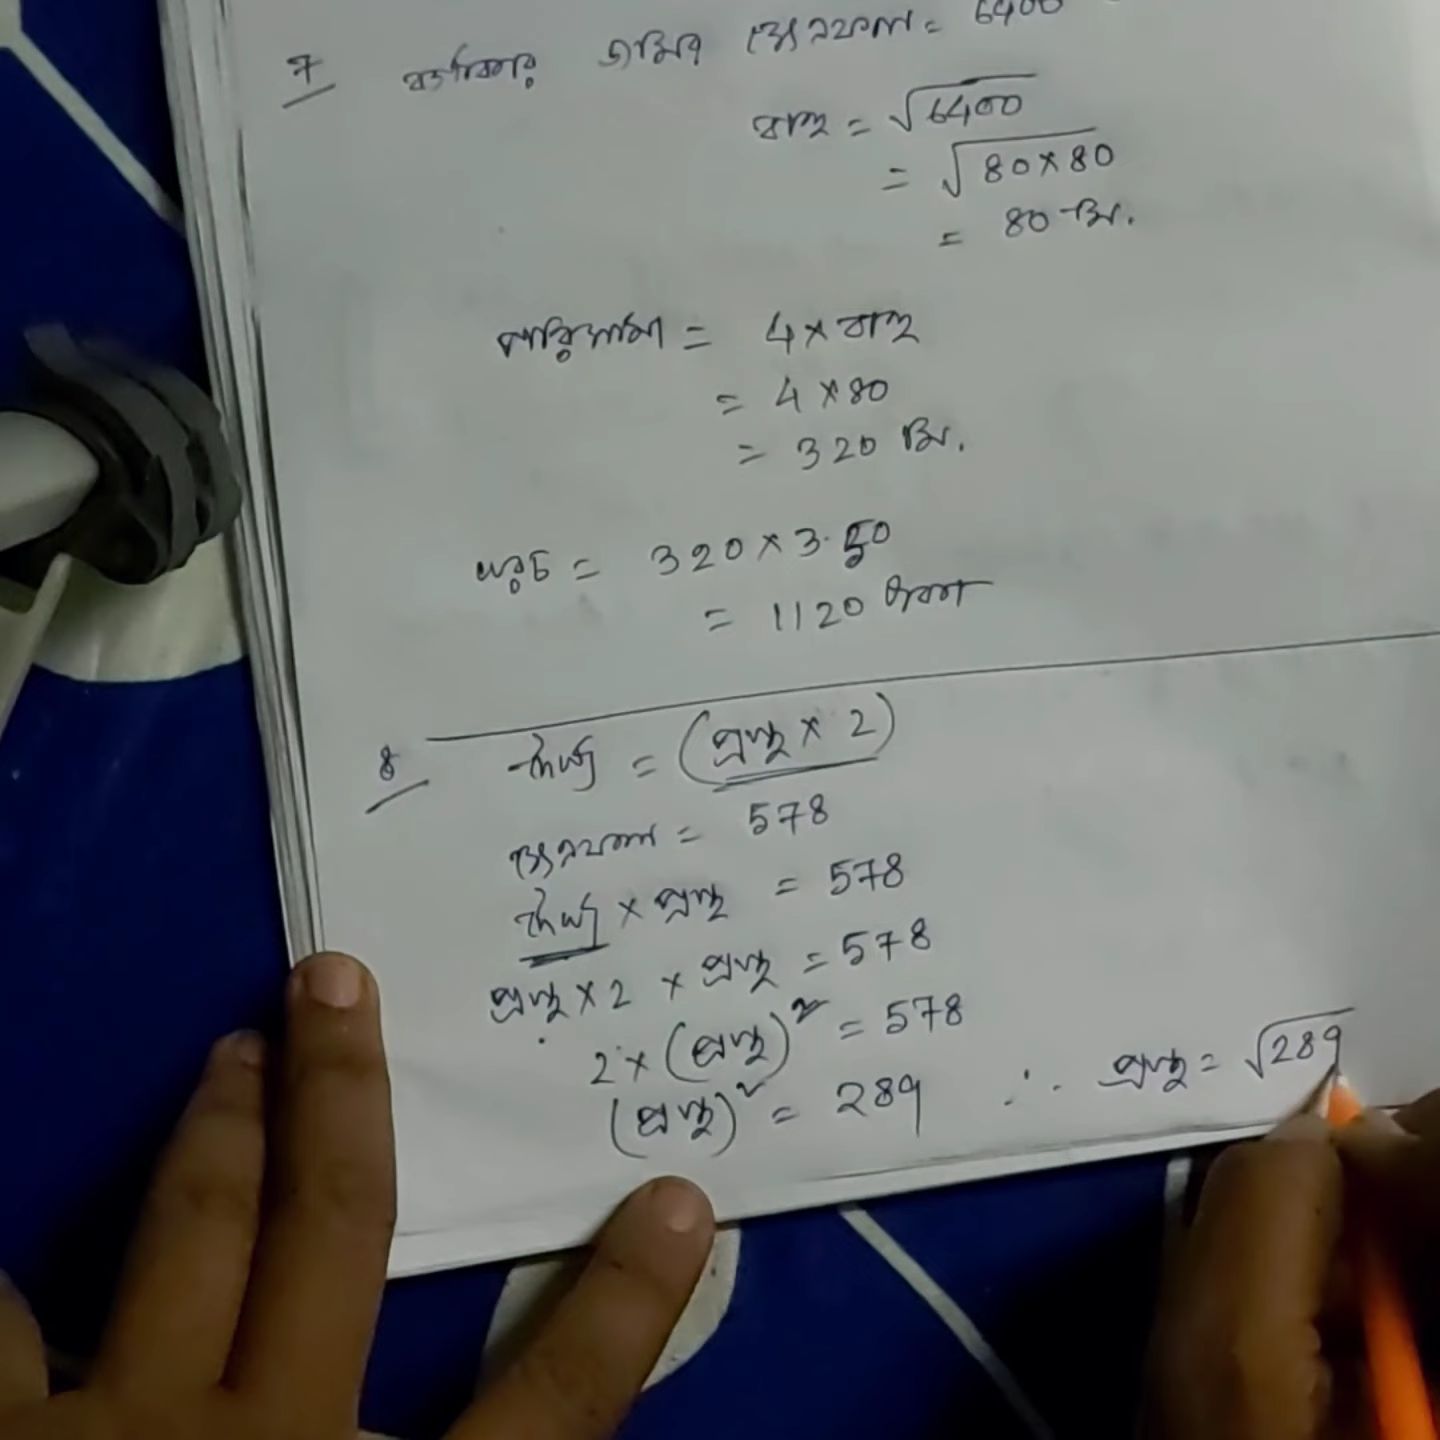 7 বর্গাকার জমির ক্ষেত্রফল = 6400
বাহু = √6400
= √80×80
= 80 মি.
পরিসীমা = 4 × বাহু
= 4 × 80
= 320 মি.
খরচ = 320 × 3.50
= 1120 টাকা
8 দৈর্ঘ্য = (প্রস্থ × 2)
ক্ষেত্রফল = 578
দৈর্ঘ্য × প্রস্থ = 578
প্রস্থ × 2 × প্রস্থ = 578
2 × (প্রস্থ)² = 578
(প্রস্থ)² = 289 ∴ প্রস্থ = √289